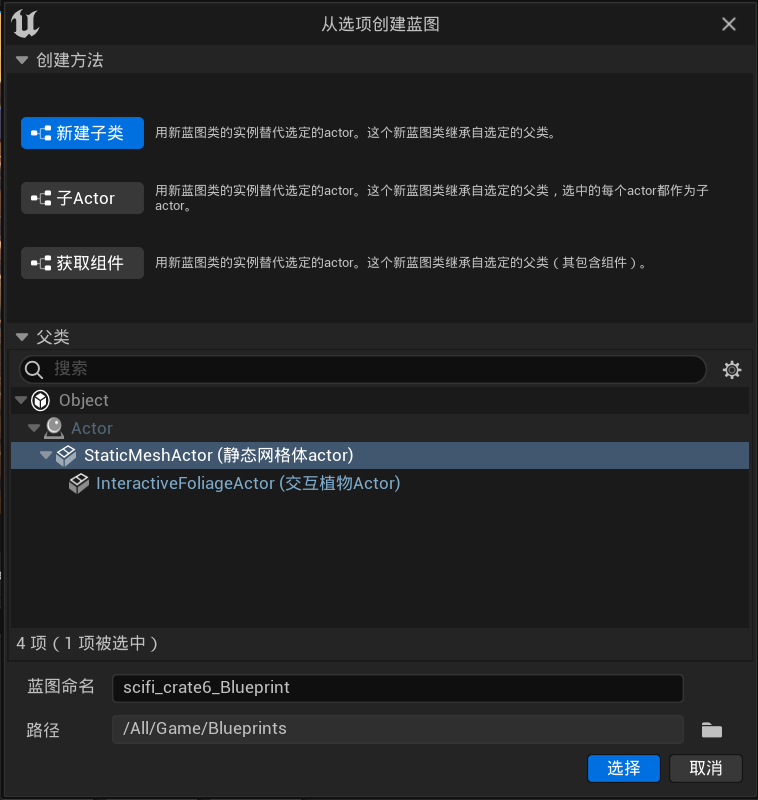 从选项创建蓝图
创建方法
新建子类
用新蓝图类的实例替代选定的actor。这个新蓝图类继承自选定的父类。
子Actor
用新蓝图类的实例替代选定的actor。这个新蓝图类继承自选定的父类，选中的每个actor都作为子
actor。
获取组件
用新蓝图类的实例替代选定的actor。这个新蓝图类继承自选定的父类（其包含组件）。
父类
搜索
Object
Actor
StaticMeshActor (静态网格体actor)
InteractiveFoliageActor (交互植物Actor)
4 项（1 项被选中）
蓝图命名 scifi_crate6_Blueprint
路径 /All/Game/Blueprints
选择 取消